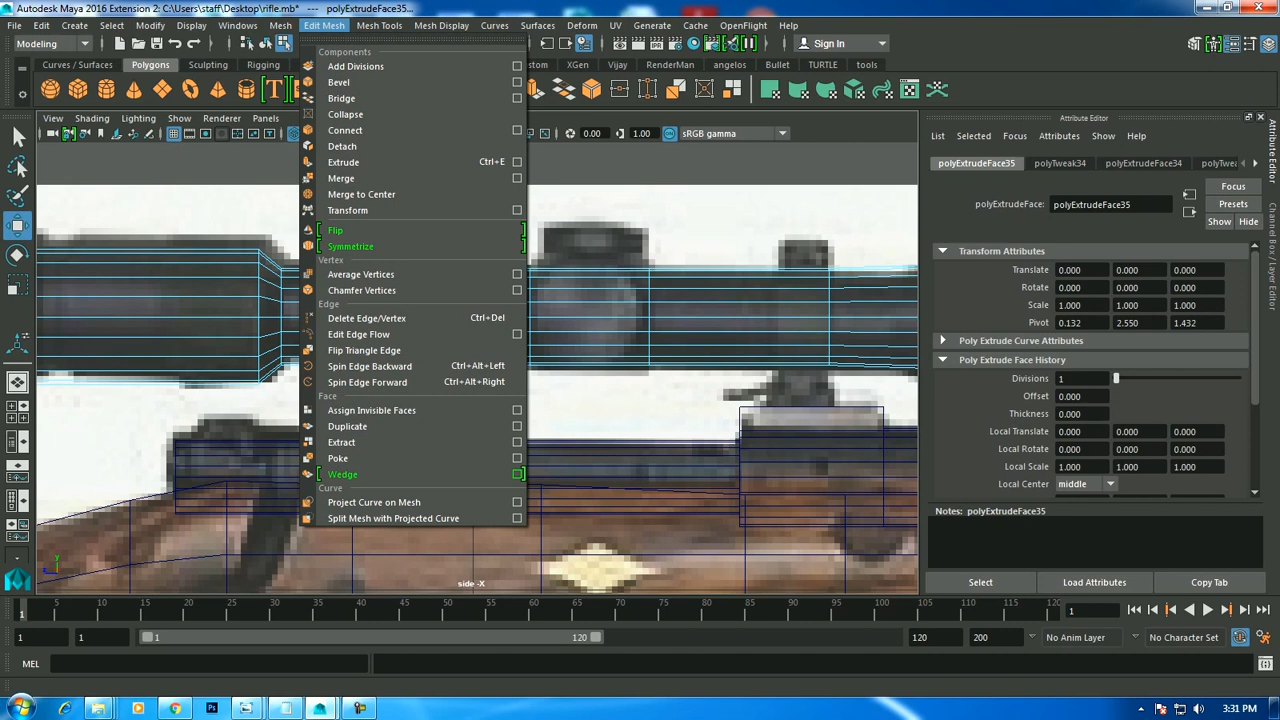 Autodesk Maya 2016 Extension 2: C:\Users\staff\Desktop\rifle.mb* --- polyExtrudeFace35...
File Edit Create Select Modify Display Windows Mesh Edit Mesh Mesh Tools Mesh Display Curves Surfaces Deform UV Generate Cache OpenFlight Help
Modeling Sign In
Curves / Surfaces Polygons Sculpting Rigging XGen Vijay RenderMan angelos Bullet TURTLE tools
View Shading Lighting Show Renderer Panels
0.00 1.00 sRGB gamma
Components
Add Divisions
Bevel
Bridge
Collapse
Connect
Detach
Extrude Ctrl+E
Merge
Merge to Center
Transform
Flip
Symmetrize
Vertex
Average Vertices
Chamfer Vertices
Edge
Delete Edge/Vertex Ctrl+Del
Edit Edge Flow
Flip Triangle Edge
Spin Edge Backward Ctrl+Alt+Left
Spin Edge Forward Ctrl+Alt+Right
Face
Assign Invisible Faces
Duplicate
Extract
Poke
Wedge
Curve
Project Curve on Mesh
Split Mesh with Projected Curve
side -X
y
Attribute Editor
List Selected Focus Attributes Show Help
polyExtrudeFace35 polyTweak34 polyExtrudeFace34
Focus
polyExtrudeFace: polyExtrudeFace35 Presets
Show Hide
Transform Attributes
Translate 0.000 0.000 0.000
Rotate 0.000 0.000 0.000
Scale 1.000 1.000 1.000
Pivot 0.132 2.550 1.432
Poly Extrude Curve Attributes
Poly Extrude Face History
Divisions 1
Offset 0.000
Thickness 0.000
Local Translate 0.000 0.000 0.000
Local Rotate 0.000 0.000 0.000
Local Scale 1.000 1.000 1.000
Local Center middle
Notes: polyExtrudeFace35
Select Load Attributes Copy Tab
Attribute Editor
Channel Box / Layer Editor
1 5 10 15 20 25 30 35 40 45 50 55 60 65 70 75 80 85 90 95 100 105 110 115 120 1
1 1 1 120 120 200 No Anim Layer No Character Set
MEL
3:31 PM